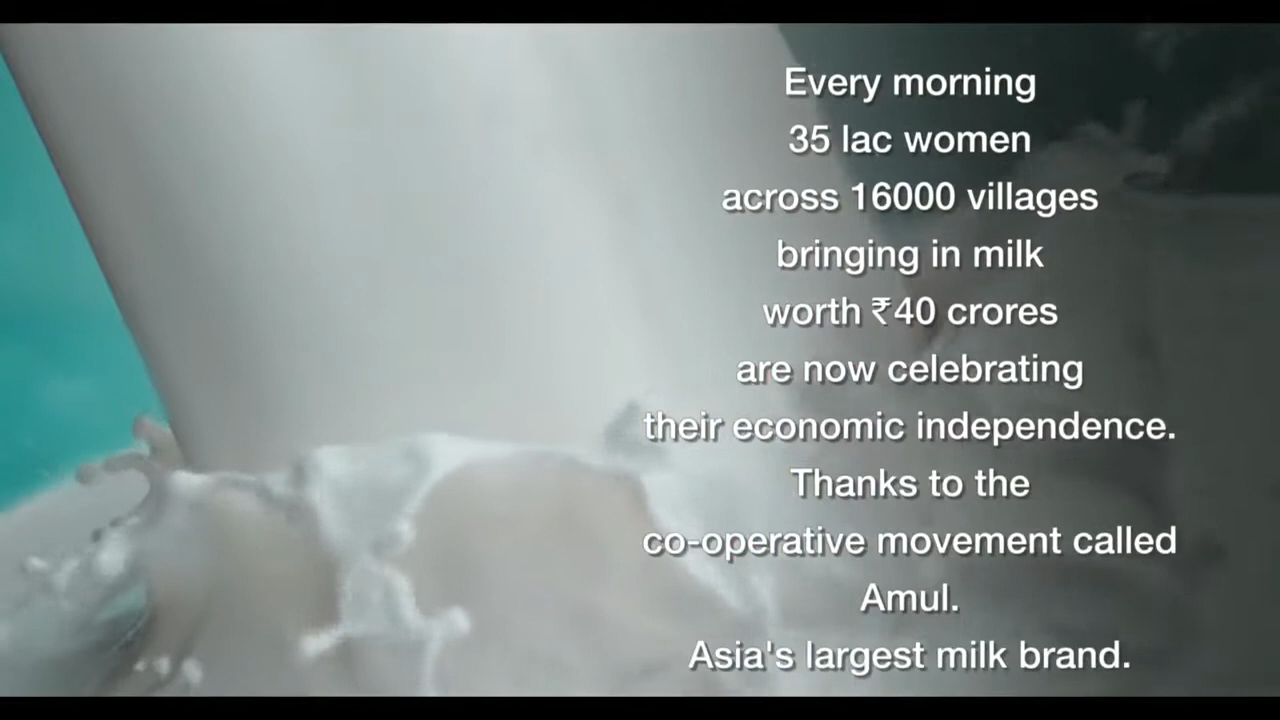 Every morning
35 lac women
across 16000 villages
bringing in milk
worth ₹40 crores
are now celebrating
their economic independence.
Thanks to the
co-operative movement called
Amul.
Asia's largest milk brand.